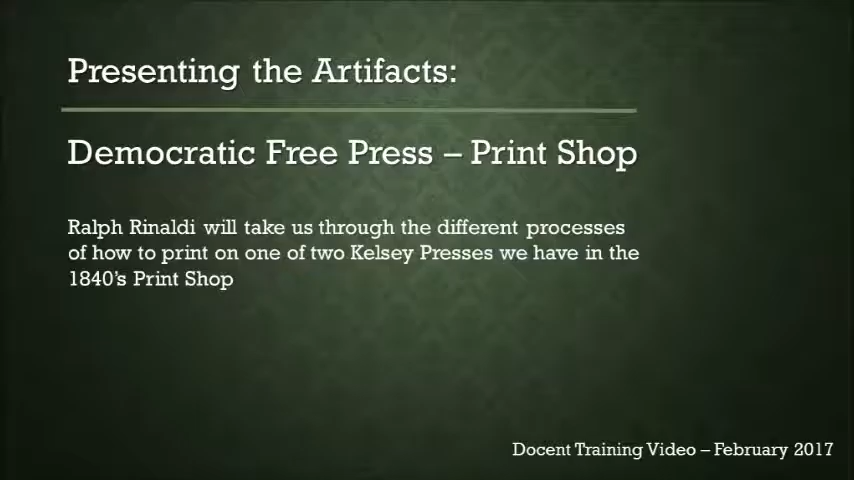 Presenting the Artifacts:
Democratic Free Press – Print Shop
Ralph Rinaldi will take us through the different processes
of how to print on one of two Kelsey Presses we have in the
1840's Print Shop
Docent Training Video – February 2017